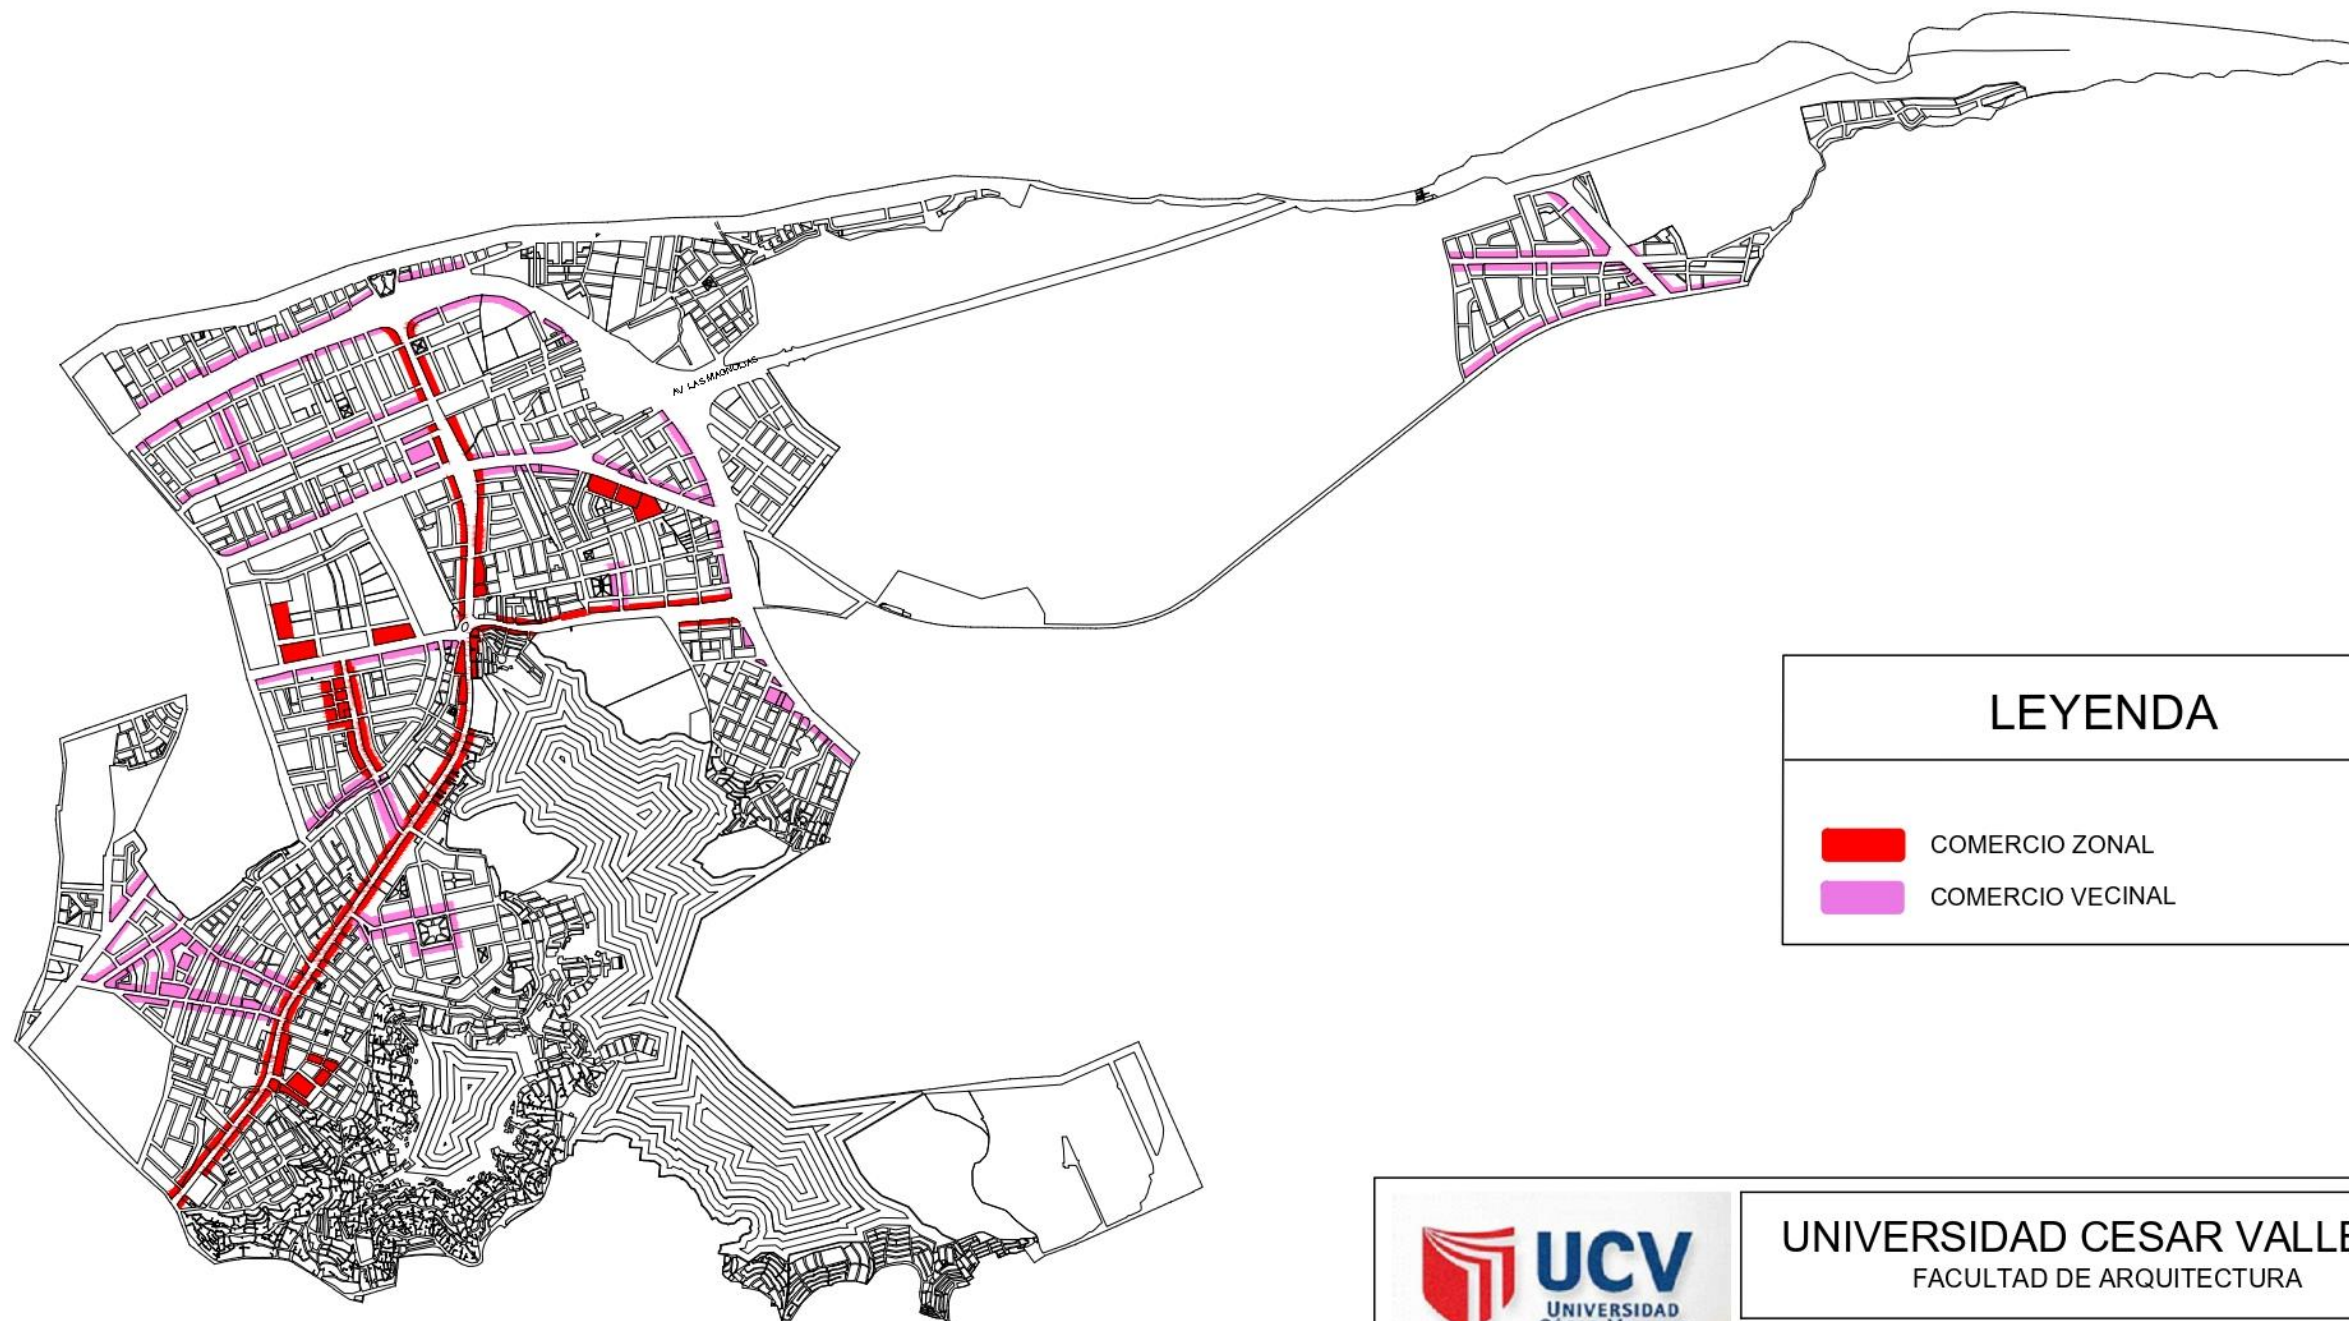 AV. LAS MAGNOLIAS
LEYENDA
COMERCIO ZONAL
COMERCIO VECINAL
UCV
UNIVERSIDAD
UNIVERSIDAD CESAR VALLE
FACULTAD DE ARQUITECTURA